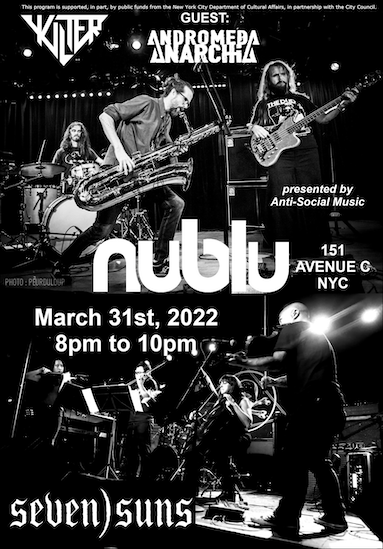 This program is supported, in part, by public funds from the New York City Department of Cultural Affairs, in partnership with the City Council.
KILTER
GUEST:
ANDROMEDA
ANARCHIA
presented by
Anti-Social Music
nublu
151
AVENUE C
NYC
March 31st, 2022
8pm to 10pm
seven)suns